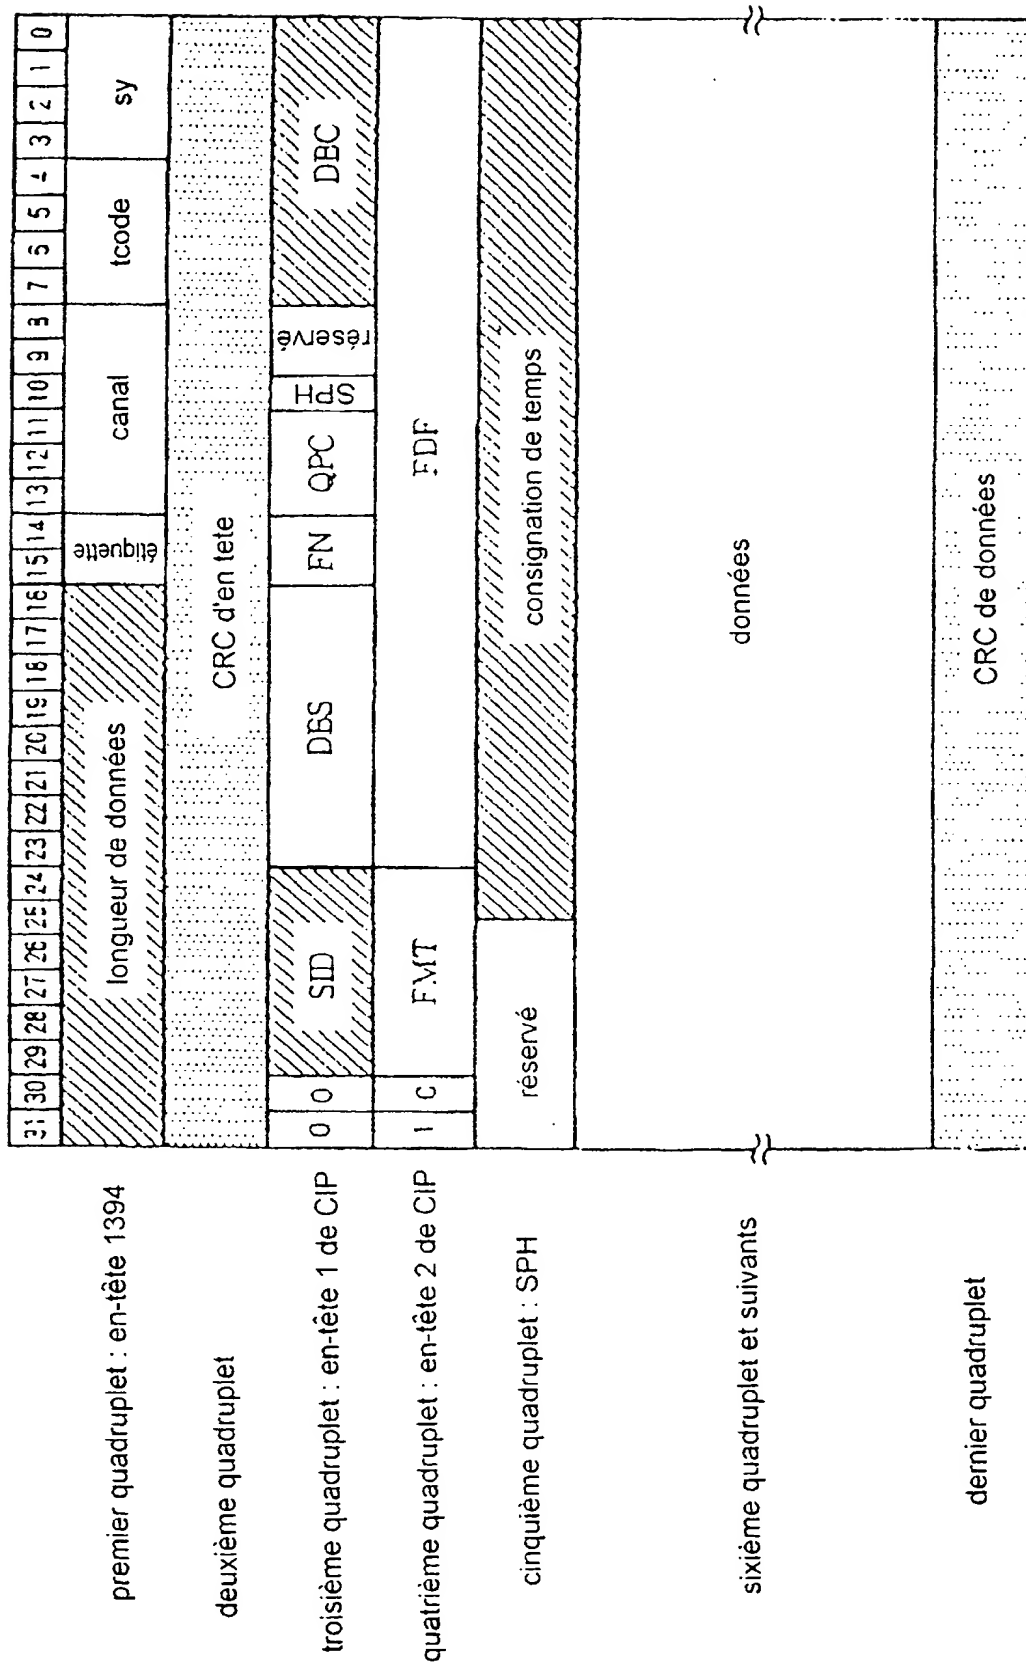 31 30 29 28 27 26 25 24 23 22 21 20 19 18 17 16 15 14 13 12 11 10 9 8 7 6 5 4 3 2 1 0
premier quadruplet : en-tête 1394
longueur de données
étiquette
canal
tcode
sy
deuxième quadruplet
CRC d'en tete
troisième quadruplet : en-tête 1 de CIP
0 0
SID
DBS
FN
QPC
SPH
réservé
DBC
quatrième quadruplet : en-tête 2 de CIP
1 0
FMT
FDF
cinquième quadruplet : SPH
réservé
consignation de temps
sixième quadruplet et suivants
données
dernier quadruplet
CRC de données